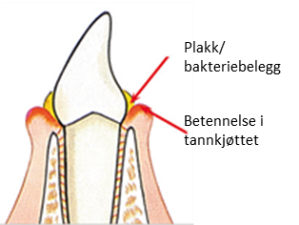 Plakk/
bakteriebelegg
Betennelse i
tannkjøttet